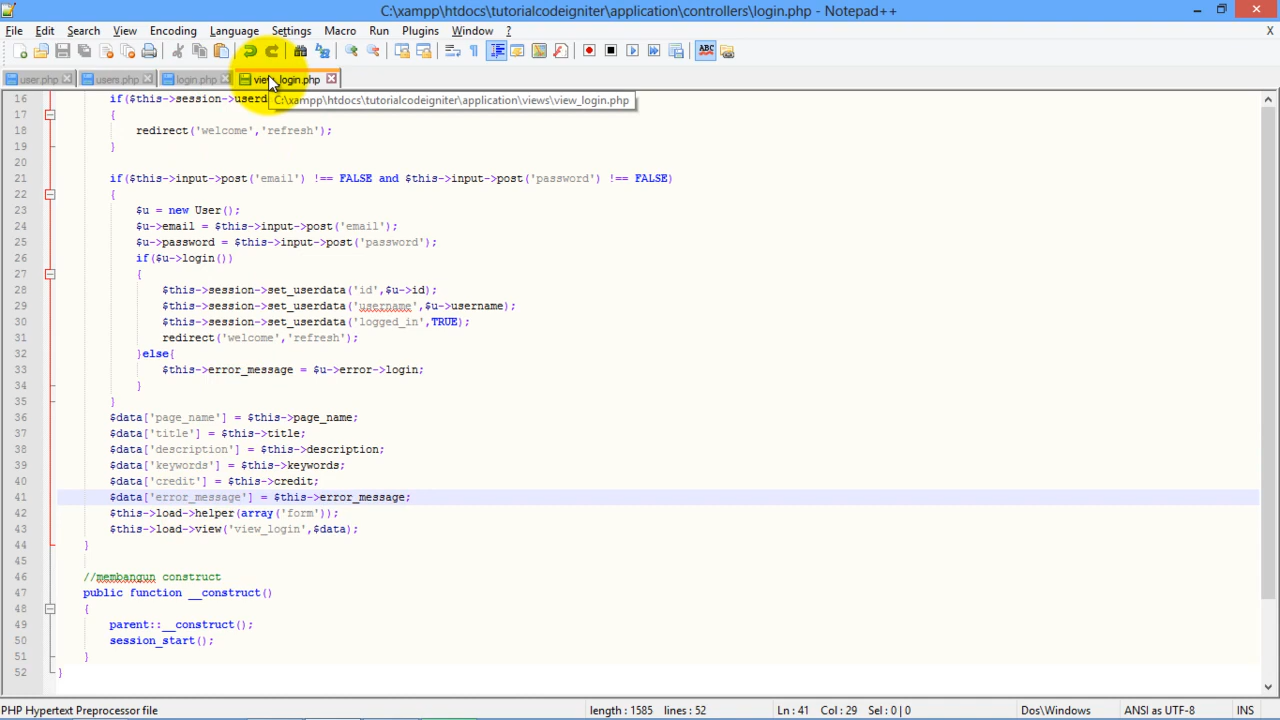 C:\xampp\htdocs\tutorialcodeigniter\application\controllers\login.php - Notepad++
File Edit Search View Encoding Language Settings Macro Run Plugins Window ? X
user.php users.php login.php view_login.php
C:\xampp\htdocs\tutorialcodeigniter\application\views\view_login.php
16 if($this->session->userd
17 {
18 redirect('welcome','refresh');
19 }
20
21 if($this->input->post('email') !== FALSE and $this->input->post('password') !== FALSE)
22 {
23 $u = new User();
24 $u->email = $this->input->post('email');
25 $u->password = $this->input->post('password');
26 if($u->login())
27 {
28 $this->session->set_userdata('id',$u->id);
29 $this->session->set_userdata('username',$u->username);
30 $this->session->set_userdata('logged_in',TRUE);
31 redirect('welcome','refresh');
32 }else{
33 $this->error_message = $u->error->login;
34 }
35 }
36 $data['page_name'] = $this->page_name;
37 $data['title'] = $this->title;
38 $data['description'] = $this->description;
39 $data['keywords'] = $this->keywords;
40 $data['credit'] = $this->credit;
41 $data['error_message'] = $this->error_message;
42 $this->load->helper(array('form'));
43 $this->load->view('view_login',$data);
44 }
45
46 //membangun construct
47 public function __construct()
48 {
49 parent::__construct();
50 session_start();
51 }
52 }
PHP Hypertext Preprocessor file length : 1585 lines : 52 Ln : 41 Col : 29 Sel : 0 | 0 Dos\Windows ANSI as UTF-8 INS